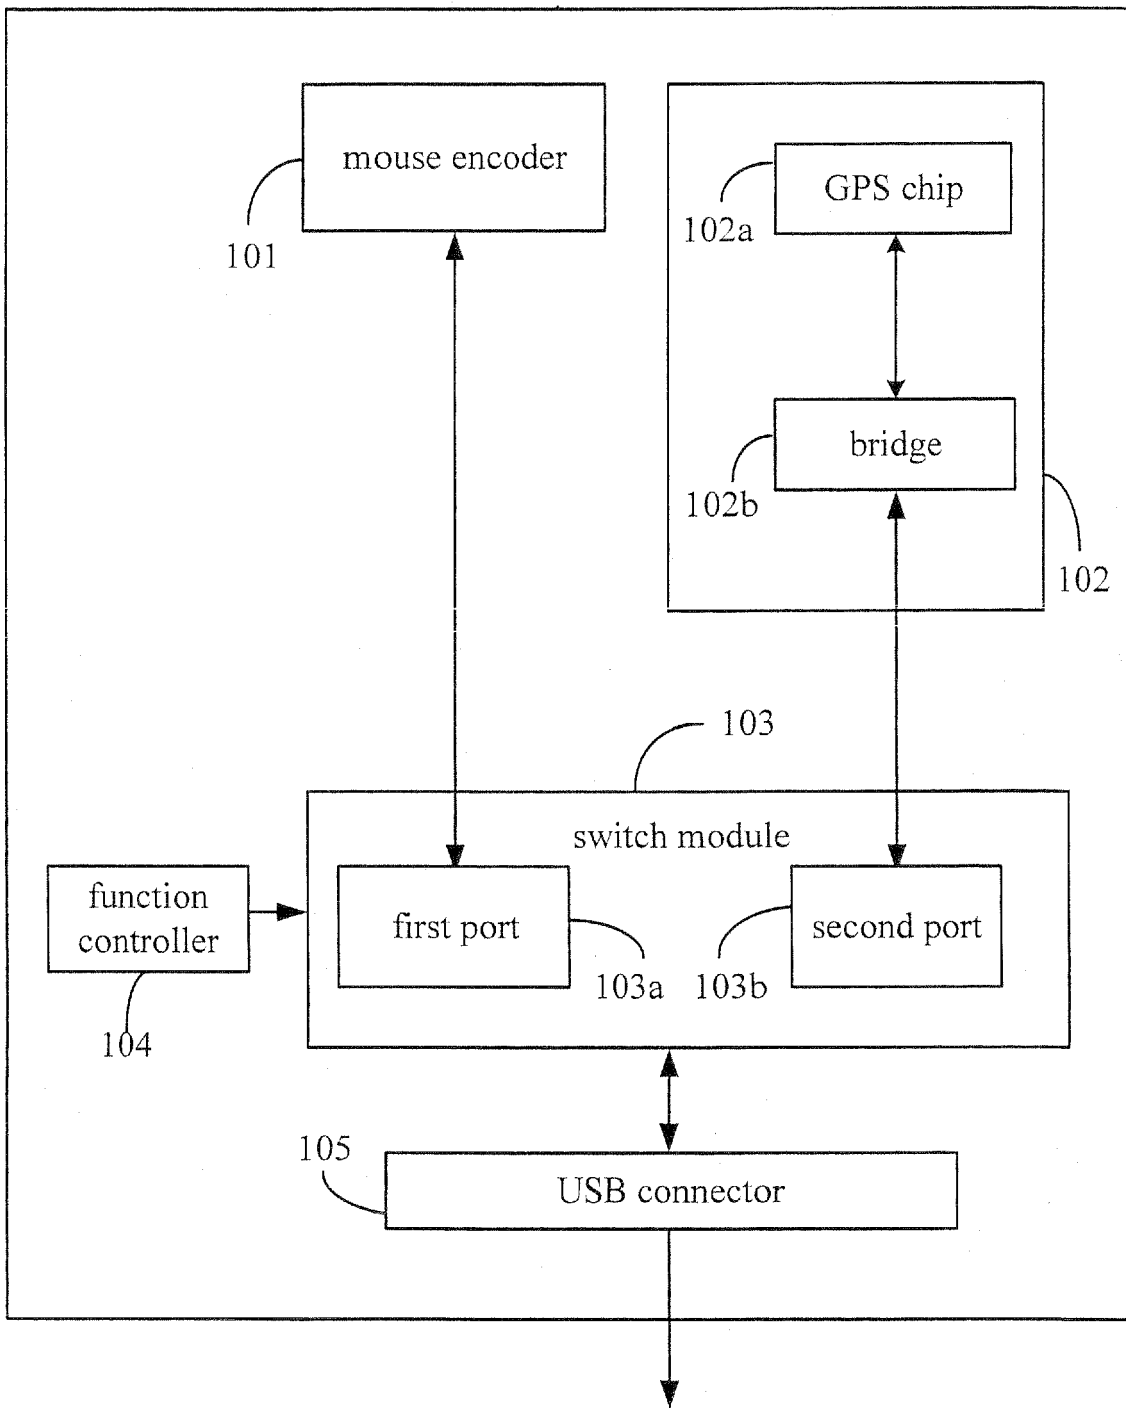 mouse encoder
101
GPS chip
102a
bridge
102b
102
103
switch module
function
controller
104
first port
103a
second port
103b
105
USB connector